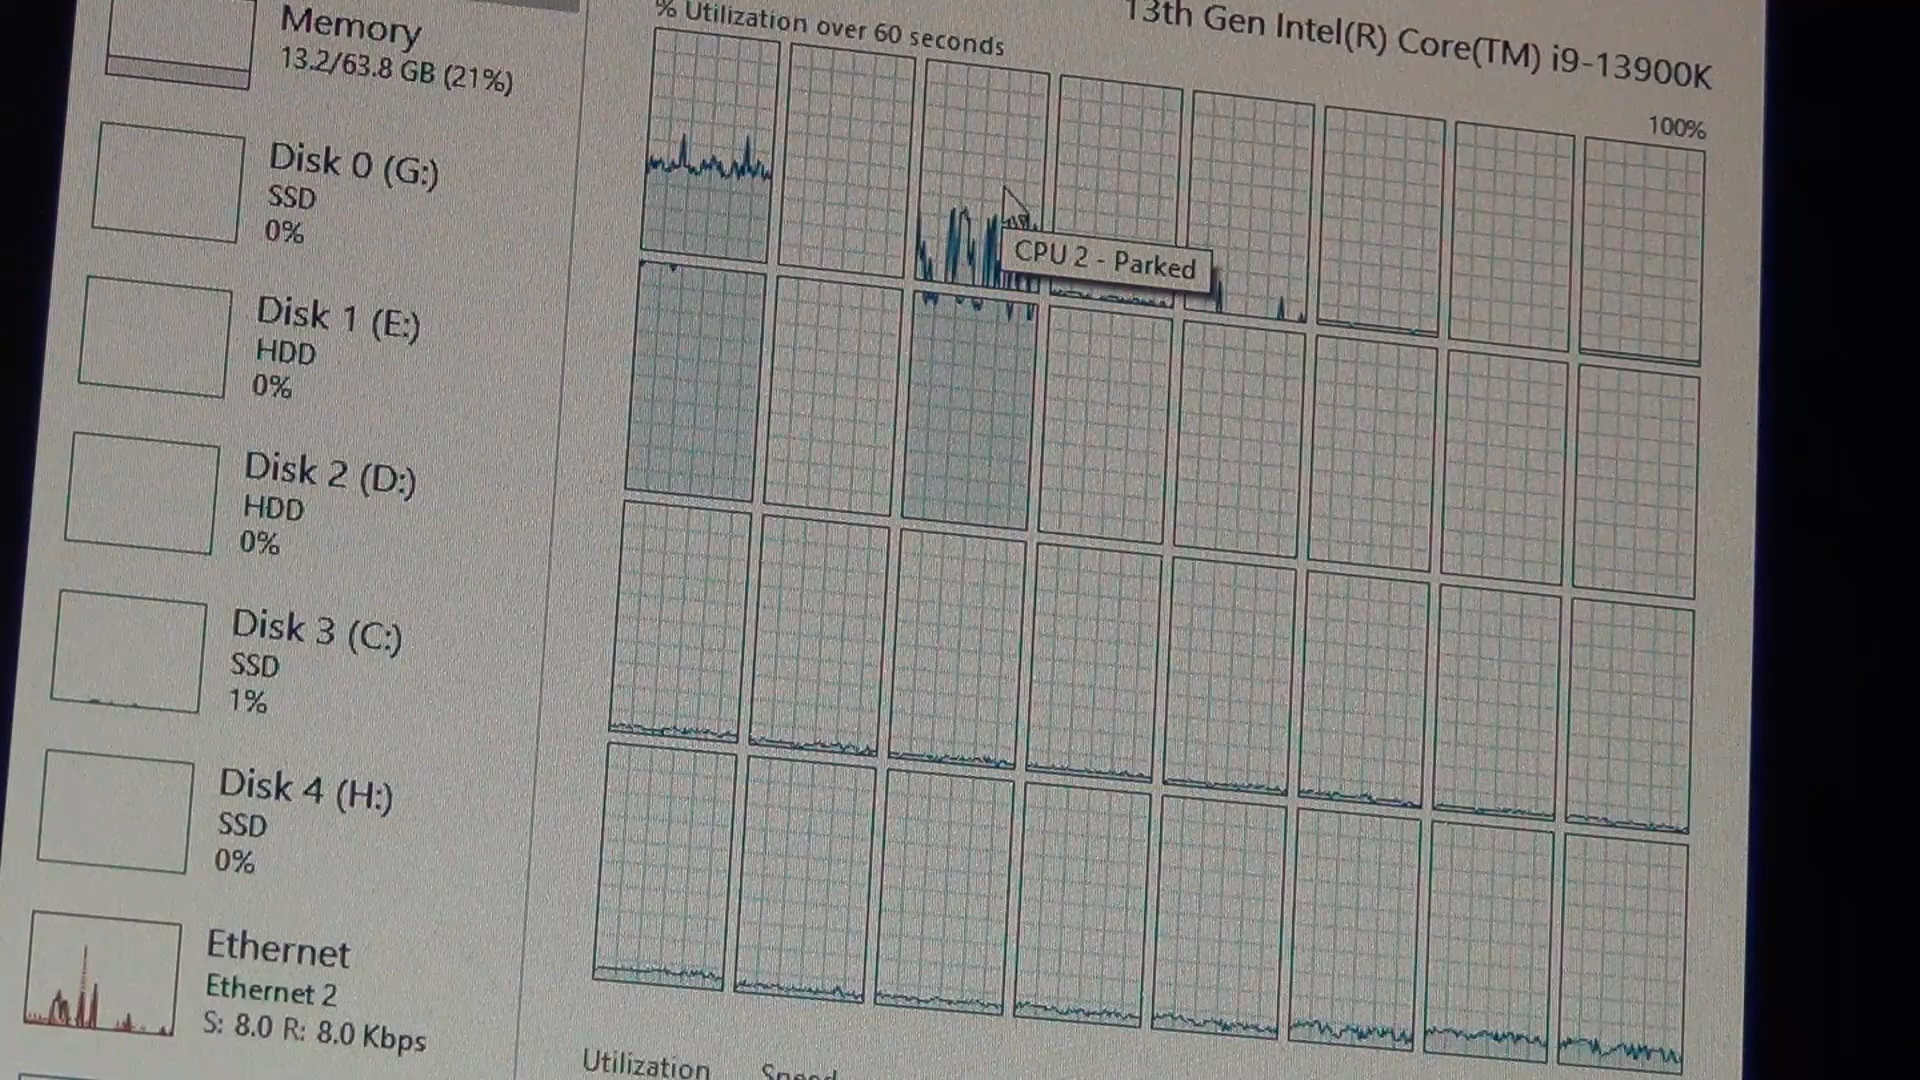 Memory
13.2/63.8 GB (21%)
Disk 0 (G:)
SSD
0%
Disk 1 (E:)
HDD
0%
Disk 2 (D:)
HDD
0%
Disk 3 (C:)
SSD
1%
Disk 4 (H:)
SSD
0%
Ethernet
Ethernet 2
S: 8.0 R: 8.0 Kbps
% Utilization over 60 seconds
13th Gen Intel(R) Core(TM) i9-13900K
100%
CPU 2 - Parked
Utilization Speed